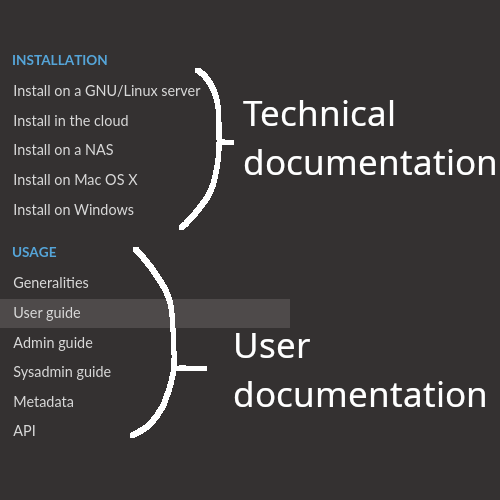 INSTALLATION
Install on a GNU/Linux server
Install in the cloud
Install on a NAS
Install on Mac OS X
Install on Windows
Technical
documentation
USAGE
Generalities
User guide
Admin guide
Sysadmin guide
Metadata
API
User
documentation